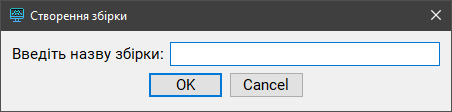 Створення збірки
Введіть назву збірки:
OK Cancel